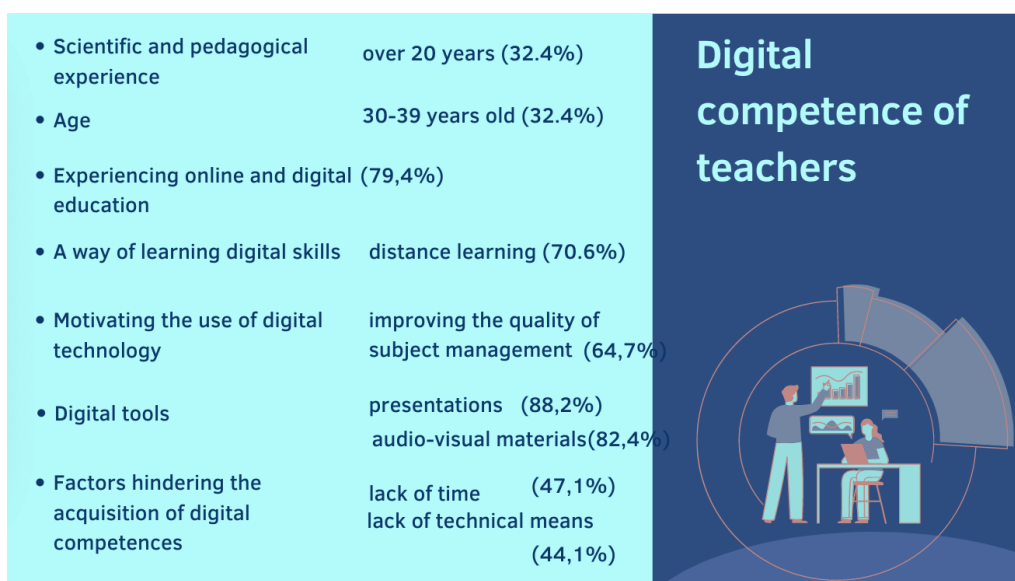 Digital
competence of
teachers
• Scientific and pedagogical
experience
over 20 years (32.4%)
• Age
30-39 years old (32.4%)
• Experiencing online and digital (79,4%)
education
• A way of learning digital skills
distance learning (70.6%)
• Motivating the use of digital
technology
improving the quality of
subject management (64,7%)
• Digital tools
presentations (88,2%)
audio-visual materials(82,4%)
• Factors hindering the
acquisition of digital
competences
lack of time (47,1%)
lack of technical means
(44,1%)